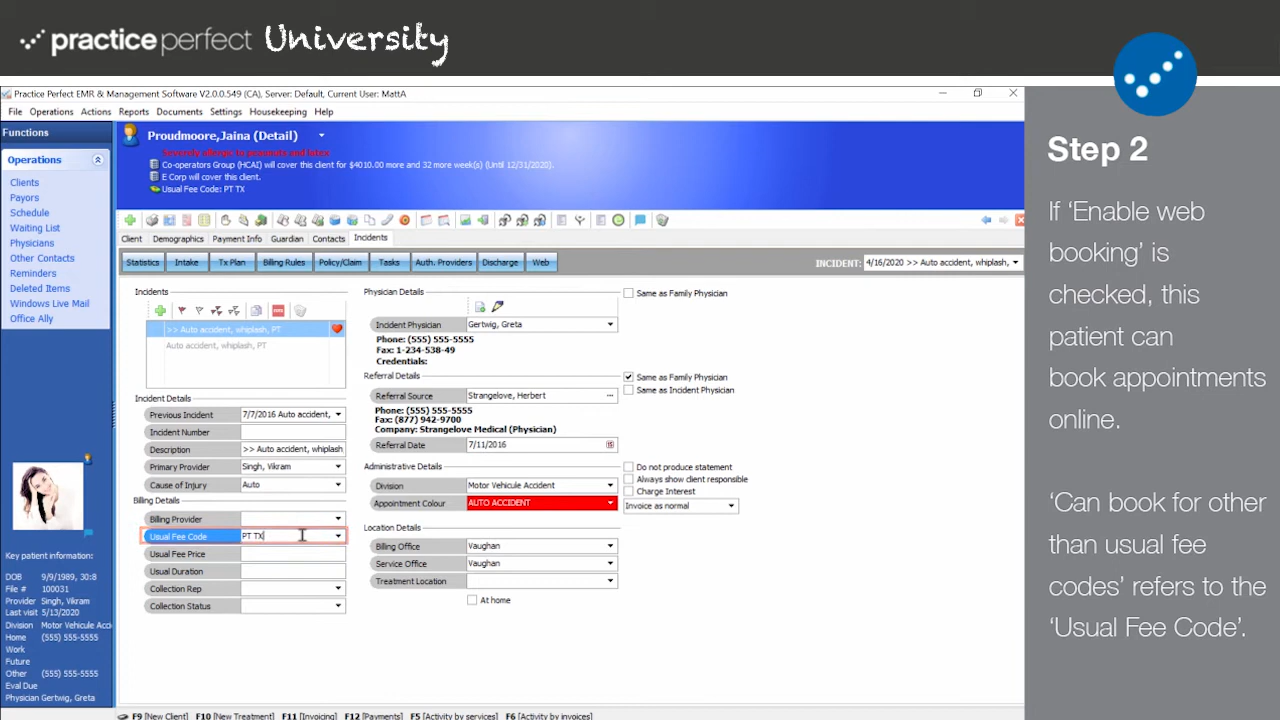 practiceperfect University
Practice Perfect EMR & Management Software V2.0.0.549 (CA), Server: Default, Current User: MattA
File Operations Actions Reports Documents Settings Housekeeping Help
Functions
Operations
Clients
Payors
Schedule
Waiting List
Physicians
Other Contacts
Reminders
Deleted Items
Windows Live Mail
Office Ally
Key patient information:
DOB 9/9/1989, 30:8
File # 100031
Provider Singh, Vikram
Last visit 5/13/2020
Division Motor Vehicule Acci
Home (555) 555-5555
Work
Future
Other (555) 555-5555
Eval Due
Physician Gertwig, Greta
Proudmoore,Jaina (Detail)
Severely allergic to peanuts and latex
Co-operators Group (HCAI) will cover this client for $4010.00 more and 32 more week(s) (Until 12/31/2020).
E Corp will cover this client.
Usual Fee Code: PT TX
Client Demographics Payment Info Guardian Contacts Incidents
Statistics Intake Tx Plan Billing Rules Policy/Claim Tasks Auth. Providers Discharge Web
INCIDENT: 4/16/2020 >> Auto accident, whiplash,
Incidents
>> Auto accident, whiplash, PT
Auto accident, whiplash, PT
Incident Details
Previous Incident 7/7/2016 Auto accident,
Incident Number
Description >> Auto accident, whiplash
Primary Provider Singh, Vikram
Cause of Injury Auto
Billing Details
Billing Provider
Usual Fee Code PT TX
Usual Fee Price
Usual Duration
Collection Rep
Collection Status
Physician Details
Same as Family Physician
Incident Physician Gertwig, Greta
Phone: (555) 555-5555
Fax: 1-234-538-49
Credentials:
Referral Details
Same as Family Physician
Same as Incident Physician
Referral Source Strangelove, Herbert
Phone: (555) 555-5555
Fax: (877) 942-9700
Company: Strangelove Medical (Physician)
Referral Date 7/11/2016
Administrative Details
Do not produce statement
Always show client responsible
Charge Interest
Invoice as normal
Division Motor Vehicule Accident
Appointment Colour AUTO ACCIDENT
Location Details
Billing Office Vaughan
Service Office Vaughan
Treatment Location
At home
F9 [New Client] F10 [New Treatment] F11 [Invoicing] F12 [Payments] F5 [Activity by services] F6 [Activity by invoices]
Step 2
If ‘Enable web
booking’ is
checked, this
patient can
book appointments
online.
‘Can book for other
than usual fee
codes’ refers to the
‘Usual Fee Code’.